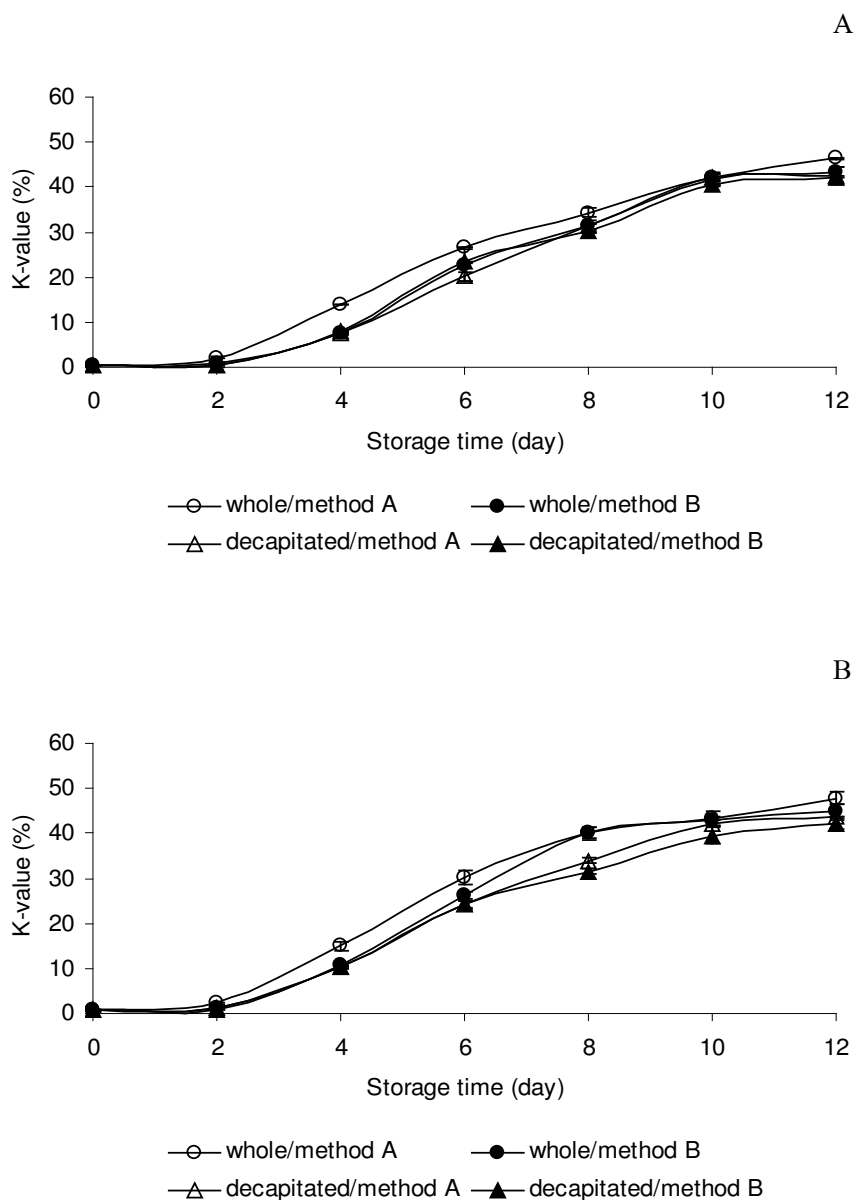 A
60
50
40
30
20
10
0
K-value (%)
0 2 4 6 8 10 12
Storage time (day)
whole/method A whole/method B
decapitated/method A decapitated/method B
B
60
50
40
30
20
10
0
K-value (%)
0 2 4 6 8 10 12
Storage time (day)
whole/method A whole/method B
decapitated/method A decapitated/method B